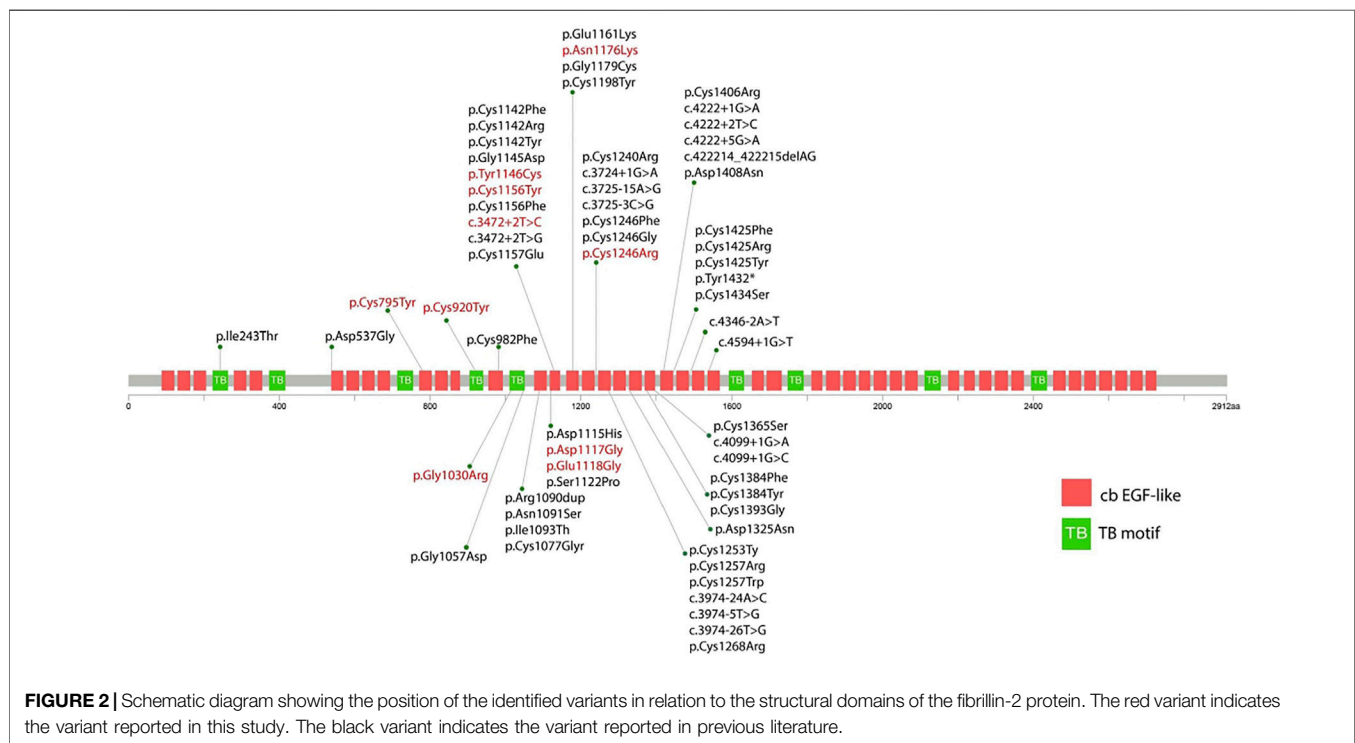 p.Glu1161Lys
p.Asn1176Lys
p.Gly1179Cys
p.Cys1198Tyr
p.Cys1142Phe
p.Cys1142Arg
p.Cys1142Tyr
p.Gly1145Asp
p.Tyr1146Cys
p.Cys1156Tyr
p.Cys1156Phe
c.3472+2T>C
c.3472+2T>G
p.Cys1157Glu
p.Cys1240Arg
c.3724+1G>A
c.3725-15A>G
c.3725-3C>G
p.Cys1246Phe
p.Cys1246Gly
p.Cys1246Arg
p.Cys1406Arg
c.4222+1G>A
c.4222+2T>C
c.4222+5G>A
c.422214_422215delAG
p.Asp1408Asn
p.Cys1425Phe
p.Cys1425Arg
p.Cys1425Tyr
p.Tyr1432*
p.Cys1434Ser
c.4346-2A>T
c.4594+1G>T
p.Ile243Thr
p.Asp537Gly
p.Cys795Tyr
p.Cys920Tyr
p.Cys982Phe
TB TB TB TB TB TB TB TB TB
0 400 800 1200 1600 2000 2400 2912aa
p.Gly1030Arg
p.Gly1057Asp
p.Asp1115His
p.Asp1117Gly
p.Glu1118Gly
p.Ser1122Pro
p.Arg1090dup
p.Asn1091Ser
p.Ile1093Th
p.Cys1077Glyr
p.Cys1365Ser
c.4099+1G>A
c.4099+1G>C
p.Cys1384Phe
p.Cys1384Tyr
p.Cys1393Gly
p.Asp1325Asn
p.Cys1253Ty
p.Cys1257Arg
p.Cys1257Trp
c.3974-24A>C
c.3974-5T>G
c.3974-26T>G
p.Cys1268Arg
cb EGF-like
TB TB motif
FIGURE 2 | Schematic diagram showing the position of the identified variants in relation to the structural domains of the fibrillin-2 protein. The red variant indicates
the variant reported in this study. The black variant indicates the variant reported in previous literature.